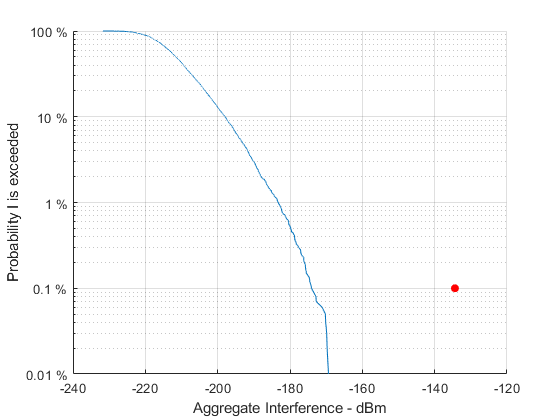 100 %
10 %
1 %
0.1 %
0.01 %
Probability I is exceeded
-240 -220 -200 -180 -160 -140 -120
Aggregate Interference - dBm